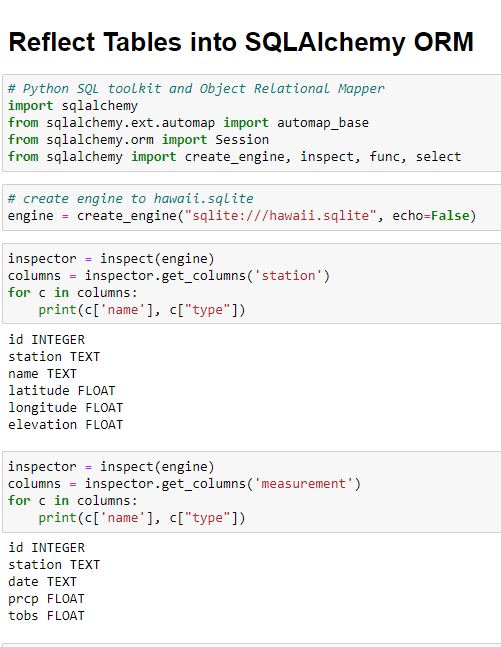 Reflect Tables into SQLAlchemy ORM
# Python SQL toolkit and Object Relational Mapper
import sqlalchemy
from sqlalchemy.ext.automap import automap_base
from sqlalchemy.orm import Session
from sqlalchemy import create_engine, inspect, func, select
# create engine to hawaii.sqlite
engine = create_engine("sqlite:///hawaii.sqlite", echo=False)
inspector = inspect(engine)
columns = inspector.get_columns('station')
for c in columns:
    print(c['name'], c["type"])
id INTEGER
station TEXT
name TEXT
latitude FLOAT
longitude FLOAT
elevation FLOAT
inspector = inspect(engine)
columns = inspector.get_columns('measurement')
for c in columns:
    print(c['name'], c["type"])
id INTEGER
station TEXT
date TEXT
prcp FLOAT
tobs FLOAT